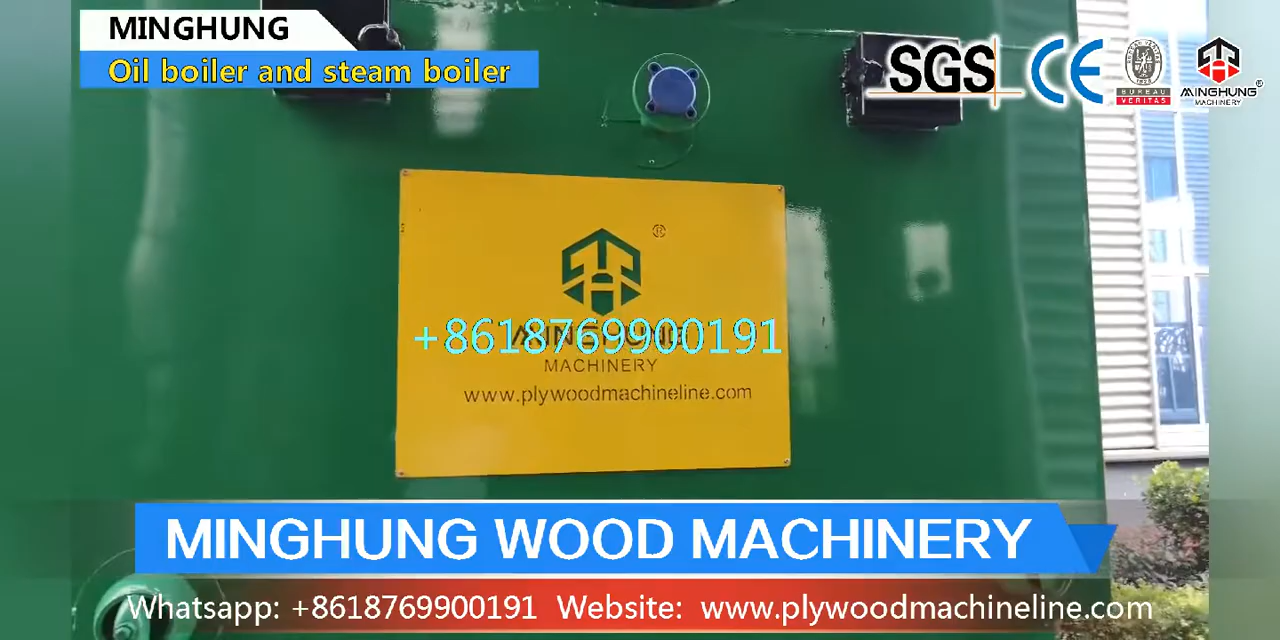 MINGHUNG
Oil boiler and steam boiler
SGS
CE
BUREAU
VERITAS
MINGHUNG
®
MACHINERY
®
MINGHUNG
+8618769900191
MACHINERY
www.plywoodmachineline.com
MINGHUNG WOOD MACHINERY
Whatsapp: +8618769900191 Website: www.plywoodmachineline.com